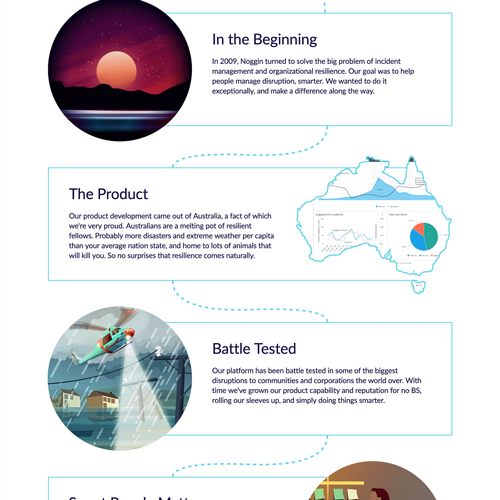 In the Beginning
In 2009, Noggin turned to solve the big problem of incident
management and organizational resilience. Our goal was to help
people manage disruption, smarter. We wanted to do it
exceptionally, and make a difference along the way.
The Product
Our product development came out of Australia, a fact of which
we're very proud. Australians are a melting pot of resilient
fellows. Probably more disasters and extreme weather per capita
than your average nation state, and home to lots of animals that
will kill you. So no surprises that resilience comes naturally.
Battle Tested
Our platform has been battle tested in some of the biggest
disruptions to communities and corporations the world over. With
time we've grown our product capability and reputation for no BS,
rolling our sleeves up, and simply doing things smarter.